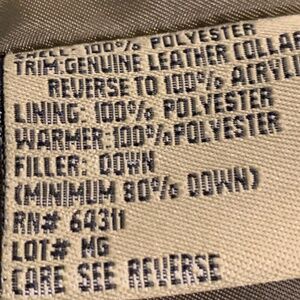 SHELL: 100% POLYESTER
TRIM: GENUINE LEATHER COLLAR
REVERSE TO 100% ACRYLI
LINING: 100% POLYESTER
WARMER: 100% POLYESTER
FILLER: DOWN
(MINIMUM 80% DOWN)
RN# 64311
LOT# MG
CARE SEE REVERSE